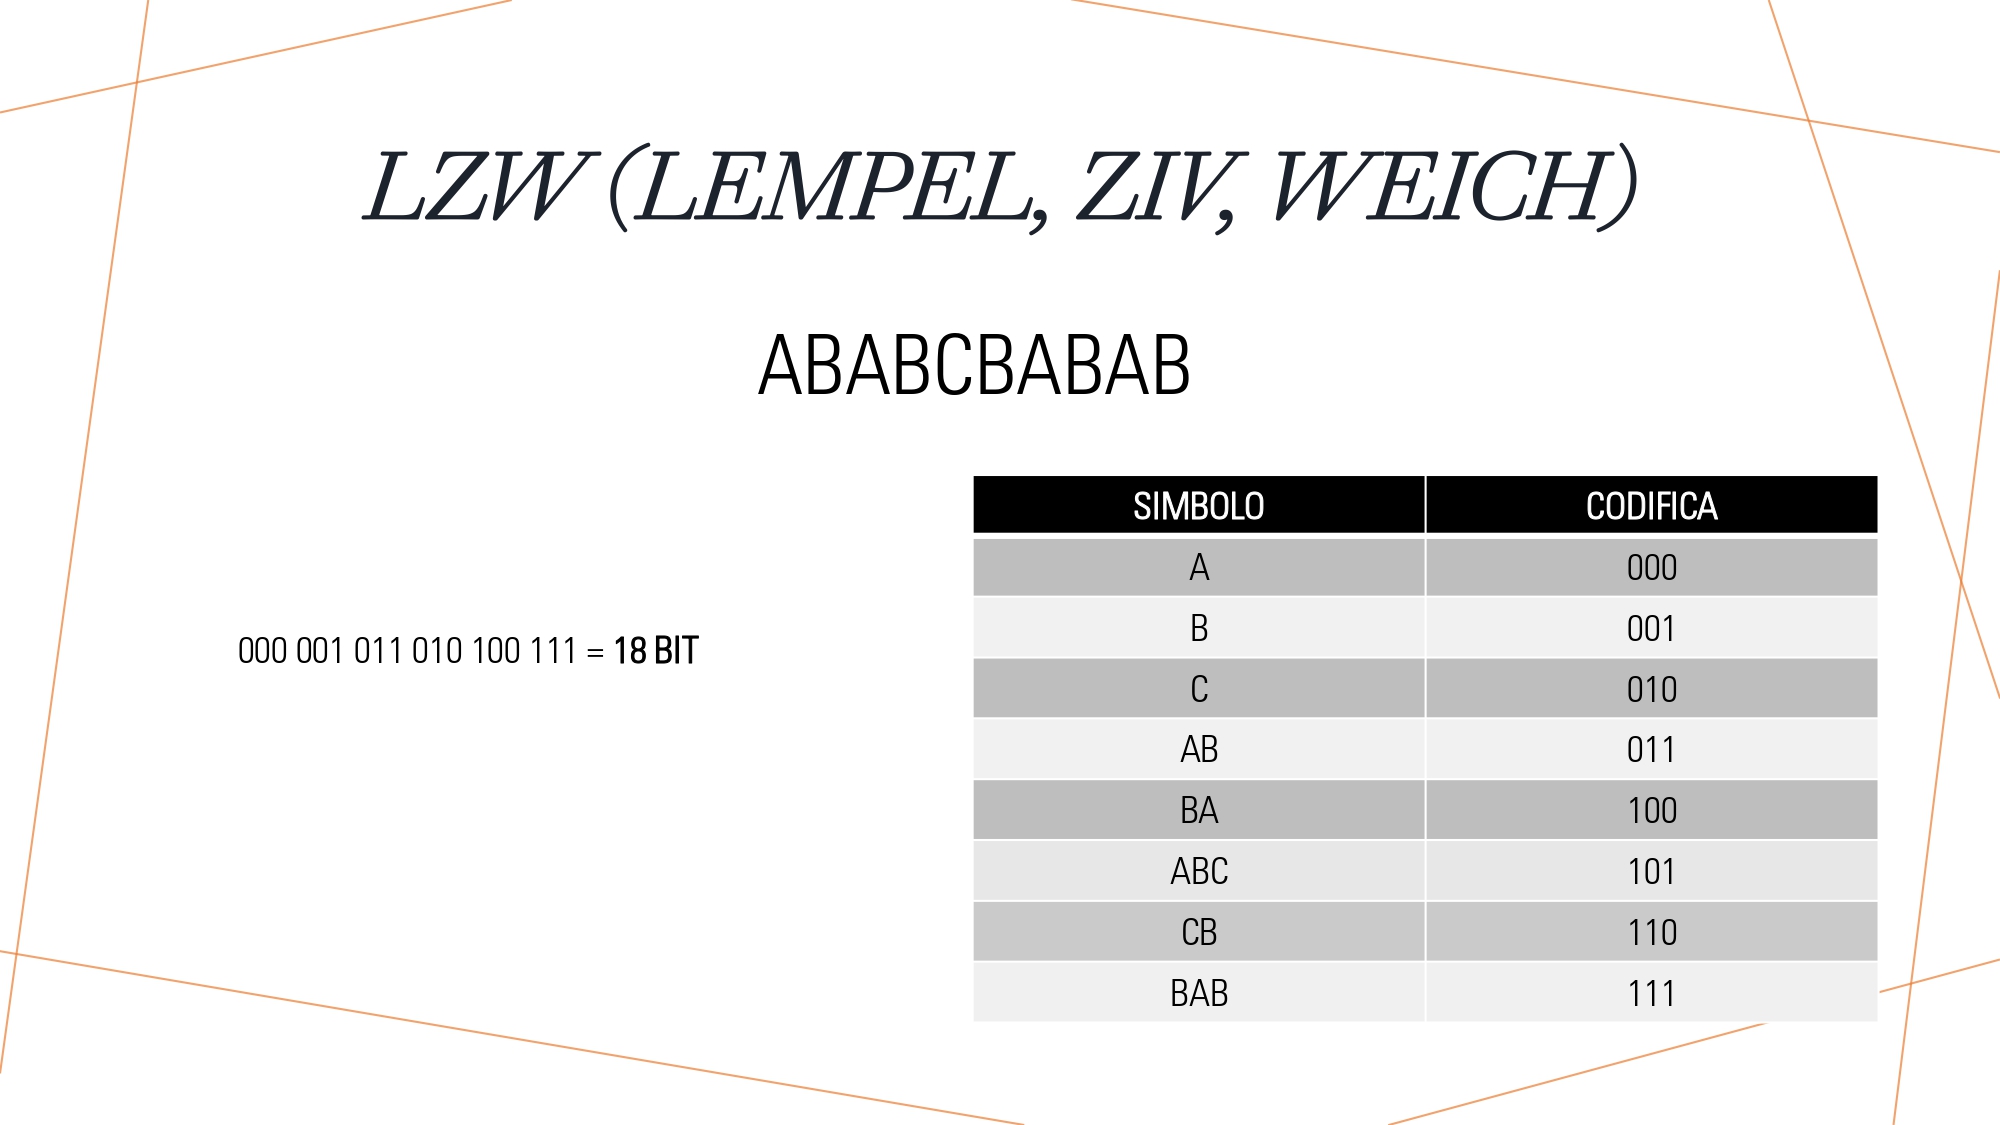 LZW (LEMPEL, ZIV, WEICH)
ABABCBABAB
000 001 011 010 100 111 = 18 BIT
SIMBOLO CODIFICA
A 000
B 001
C 010
AB 011
BA 100
ABC 101
CB 110
BAB 111